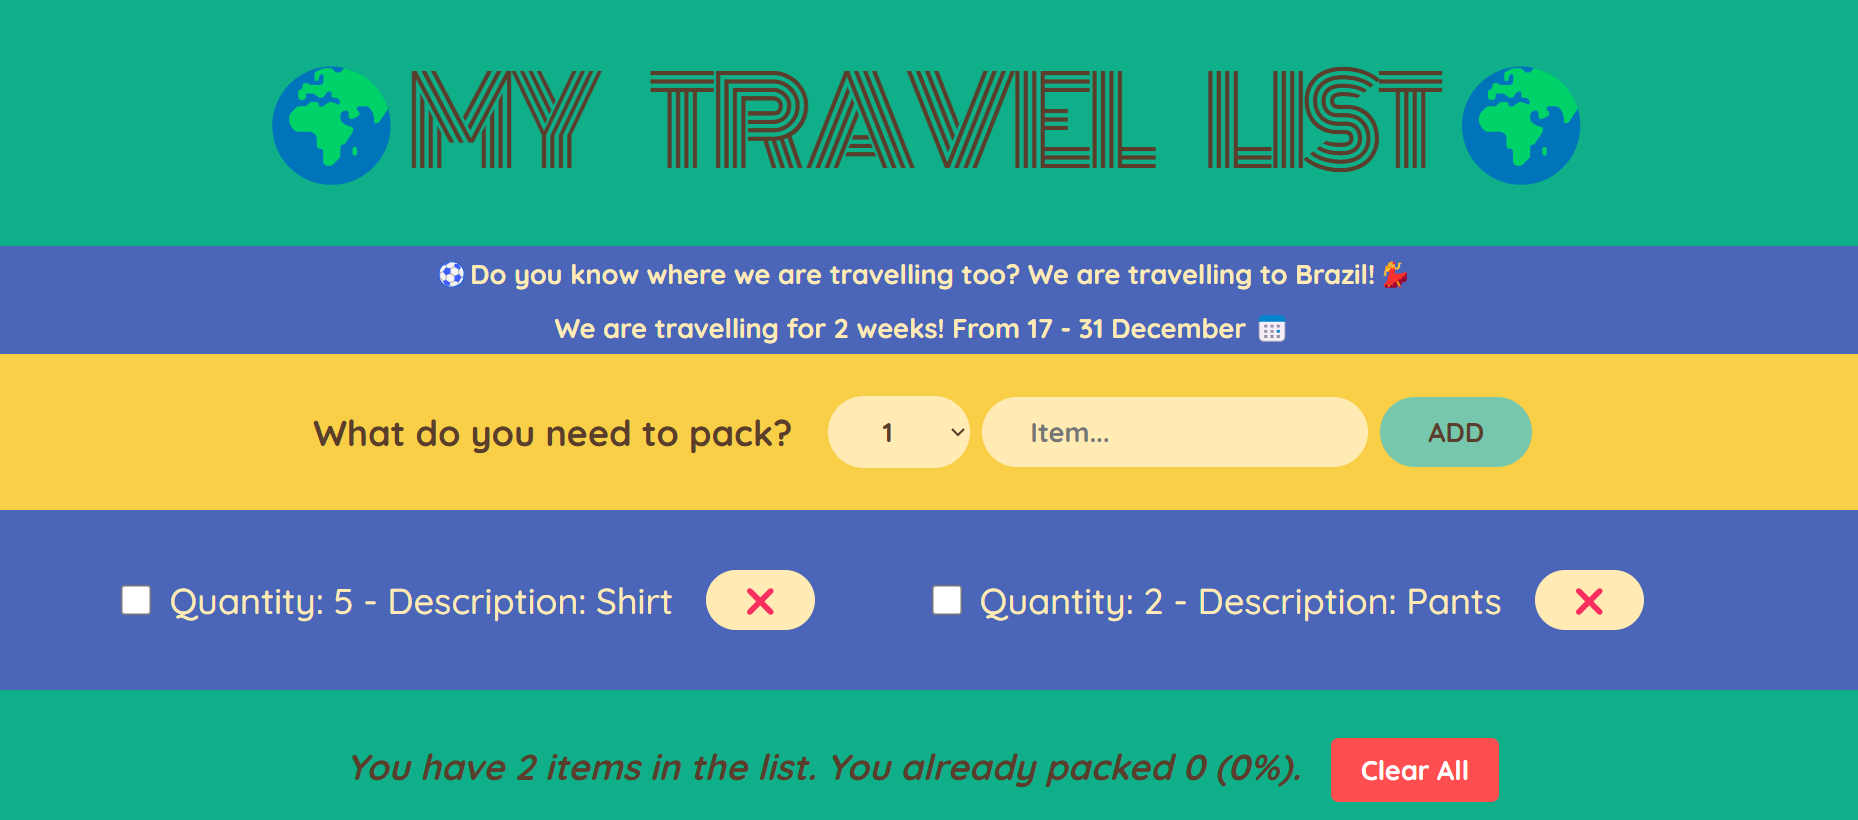 MY TRAVEL LIST
Do you know where we are travelling too? We are travelling to Brazil!
We are travelling for 2 weeks! From 17 - 31 December
What do you need to pack? 1 Item... ADD
Quantity: 5 - Description: Shirt Quantity: 2 - Description: Pants
You have 2 items in the list. You already packed 0 (0%). Clear All